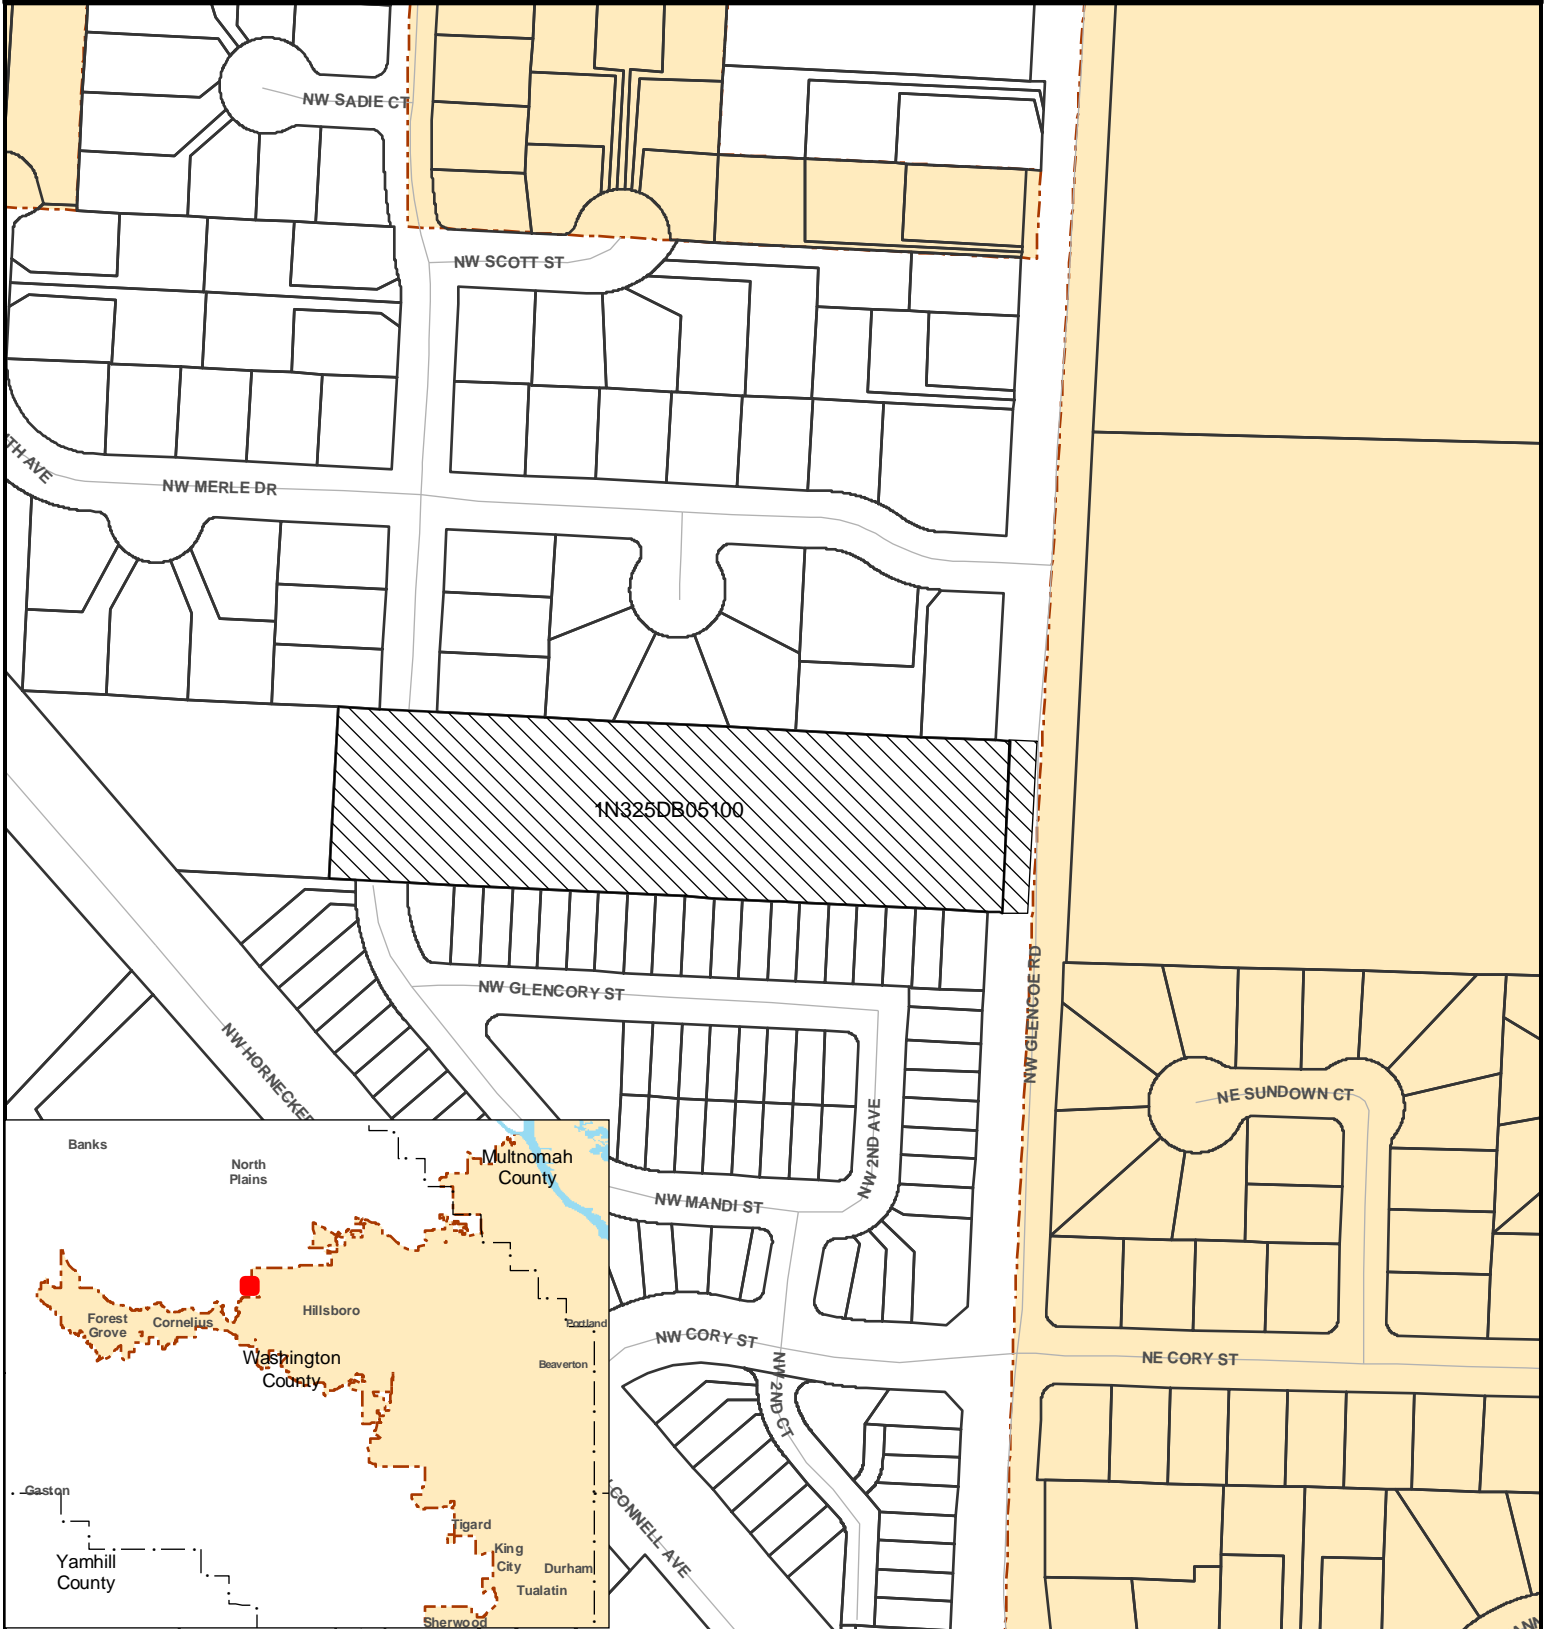 NW SADIE CT
NW SCOTT ST
TH AVE
NW MERLE DR
1N325DB05100
NW GLENCOE RD
NW GLENCORY ST
NW HORNECKER
NE SUNDOWN CT
NW 2ND AVE
NW MANDI ST
NW CORY ST
NE CORY ST
NW 2ND CT
CONNELL AVE
ANN
Banks
North
Plains
Multnomah
County
Hillsboro
Forest
Grove
Cornelius
Portland
Washington
County
Beaverton
Gaston
Tigard
King
City
Durham
Yamhill
County
Tualatin
Sherwood